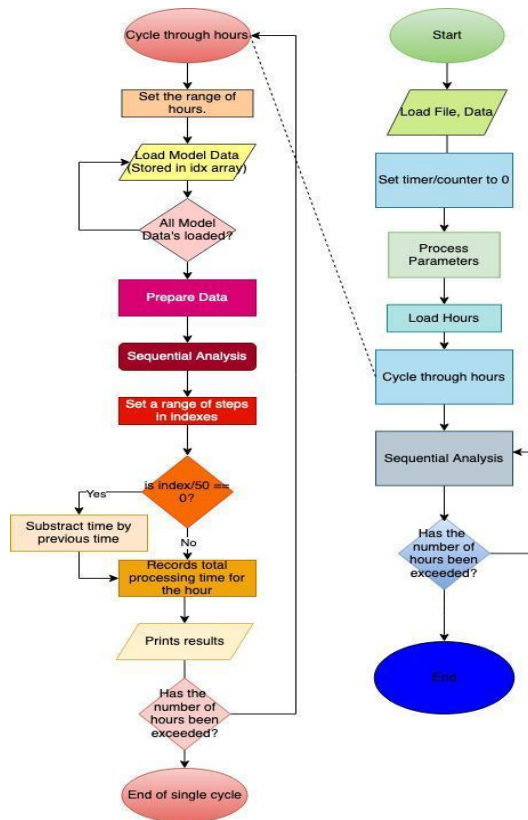 Cycle through hours
Set the range of
hours.
Load Model Data
(Stored in idx array)
All Model
Data's loaded?
Prepare Data
Sequential Analysis
Set a range of steps
in indexes
is index/50 ==
0?
Yes
Substract time by
previous time
No
Records total
processing time for
the hour
Prints results
Has the
number of
hours been
exceeded?
End of single cycle
Start
Load File, Data
Set timer/counter to 0
Process
Parameters
Load Hours
Cycle through hours
Sequential Analysis
Has the
number of
hours been
exceeded?
End